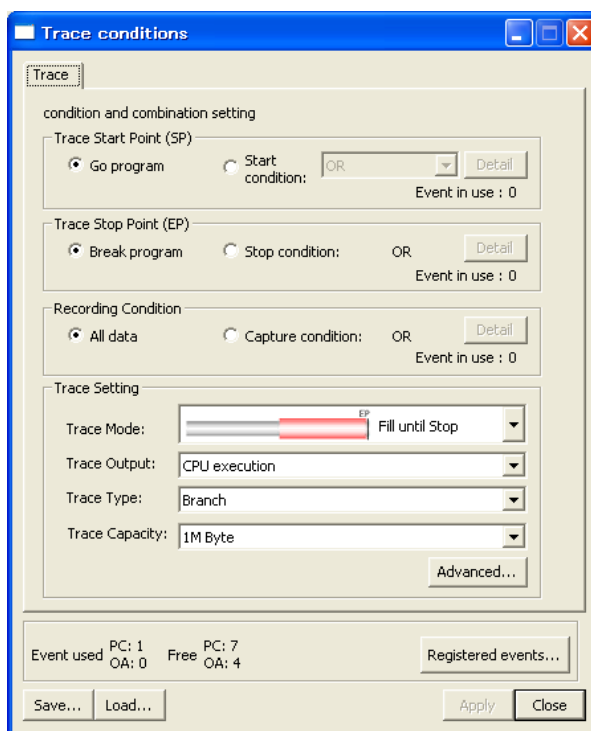 Trace conditions
Trace
condition and combination setting
Trace Start Point (SP)
Go program
Start condition:
OR
Detail
Event in use : 0
Trace Stop Point (EP)
Break program
Stop condition:
OR
Detail
Event in use : 0
Recording Condition
All data
Capture condition:
OR
Detail
Event in use : 0
Trace Setting
Trace Mode:
EP
Fill until Stop
Trace Output:
CPU execution
Trace Type:
Branch
Trace Capacity:
1M Byte
Advanced...
Event used
PC: 1
OA: 0
Free
PC: 7
OA: 4
Registered events...
Save...
Load...
Apply
Close